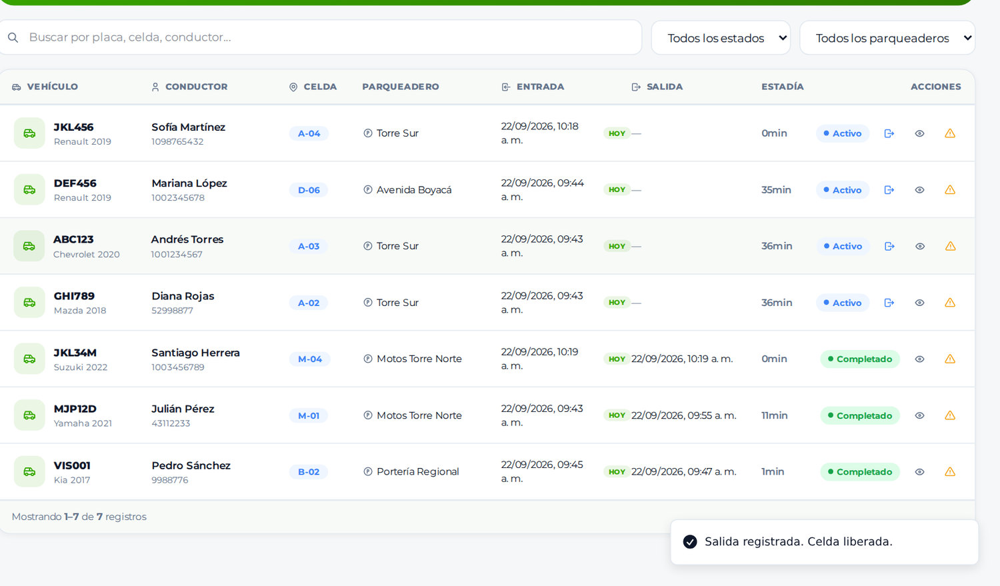 Buscar por placa, celda, conductor...
Todos los estados
Todos los parqueaderos
VEHÍCULO CONDUCTOR CELDA PARQUEADERO ENTRADA SALIDA ESTADÍA ACCIONES
JKL456 Sofía Martínez A-04 Torre Sur 22/09/2026, 10:18 a. m. HOY — 0min Activo
Renault 2019 1098765432
DEF456 Mariana López D-06 Avenida Boyacá 22/09/2026, 09:44 a. m. HOY — 35min Activo
Renault 2019 1002345678
ABC123 Andrés Torres A-03 Torre Sur 22/09/2026, 09:43 a. m. HOY — 36min Activo
Chevrolet 2020 1001234567
GHI789 Diana Rojas A-02 Torre Sur 22/09/2026, 09:43 a. m. HOY — 36min Activo
Mazda 2018 52998877
JKL34M Santiago Herrera M-04 Motos Torre Norte 22/09/2026, 10:19 a. m. HOY 22/09/2026, 10:19 a. m. 0min Completado
Suzuki 2022 1003456789
MJP12D Julián Pérez M-01 Motos Torre Norte 22/09/2026, 09:43 a. m. HOY 22/09/2026, 09:55 a. m. 11min Completado
Yamaha 2021 43112233
VIS001 Pedro Sánchez B-02 Portería Regional 22/09/2026, 09:45 a. m. HOY 22/09/2026, 09:47 a. m. 1min Completado
Kia 2017 9988776
Mostrando 1–7 de 7 registros
Salida registrada. Celda liberada.